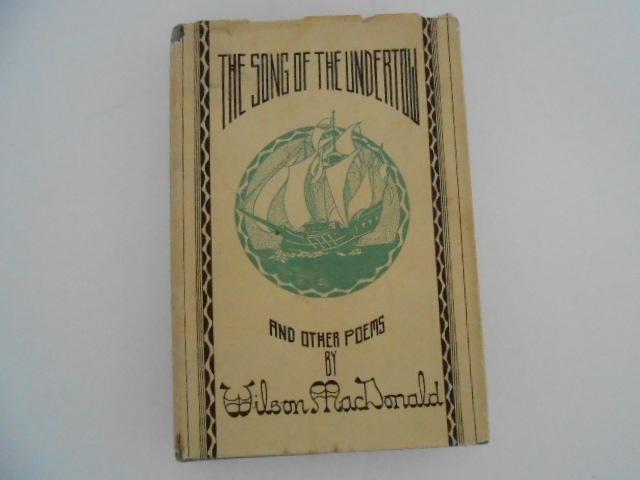 THE SONG OF THE UNDERTOW
AND OTHER POEMS
BY
Wilson MacDonald